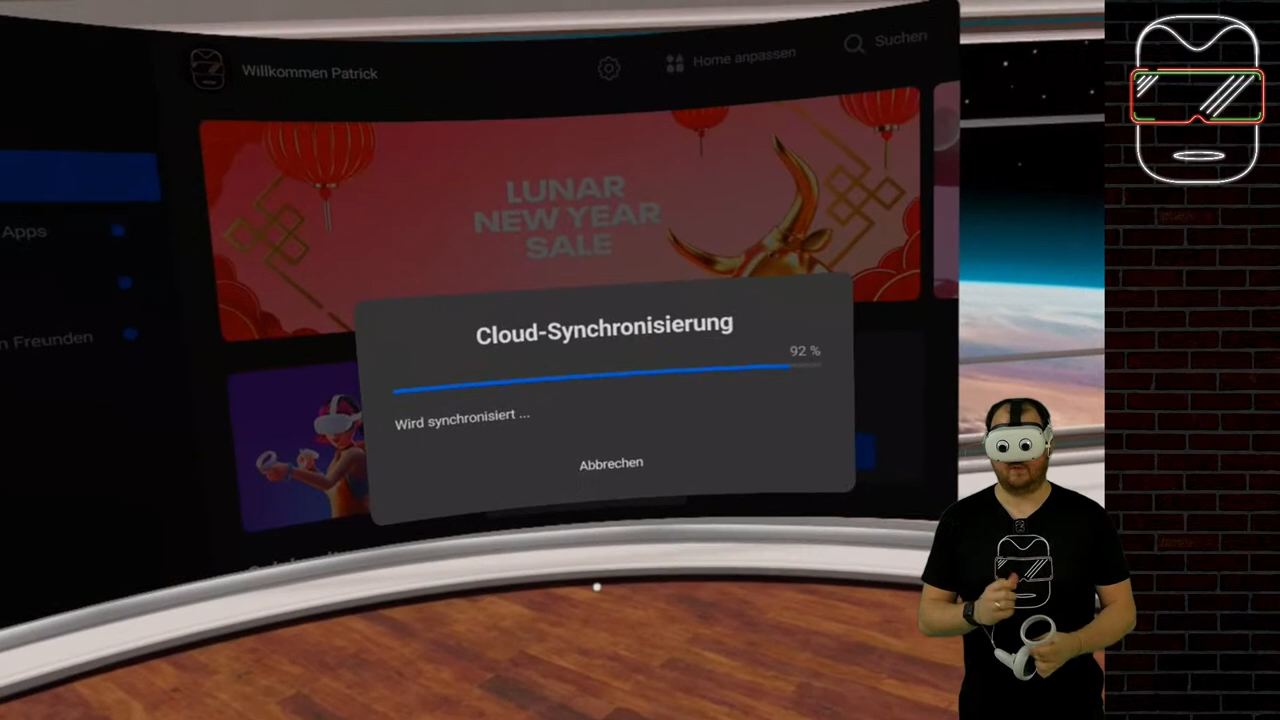 Willkommen Patrick
Home anpassen
Suchen
LUNAR
NEW YEAR
SALE
Apps
n Freunden
Cloud-Synchronisierung
92 %
Wird synchronisiert ...
Abbrechen